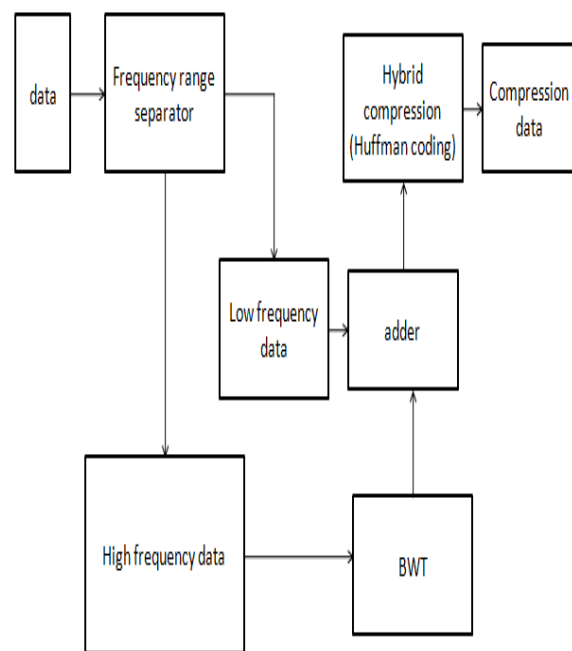 data
Frequency range
separator
Hybrid
compression
(Huffman coding)
Compression
data
Low frequency
data
adder
High frequency data
BWT